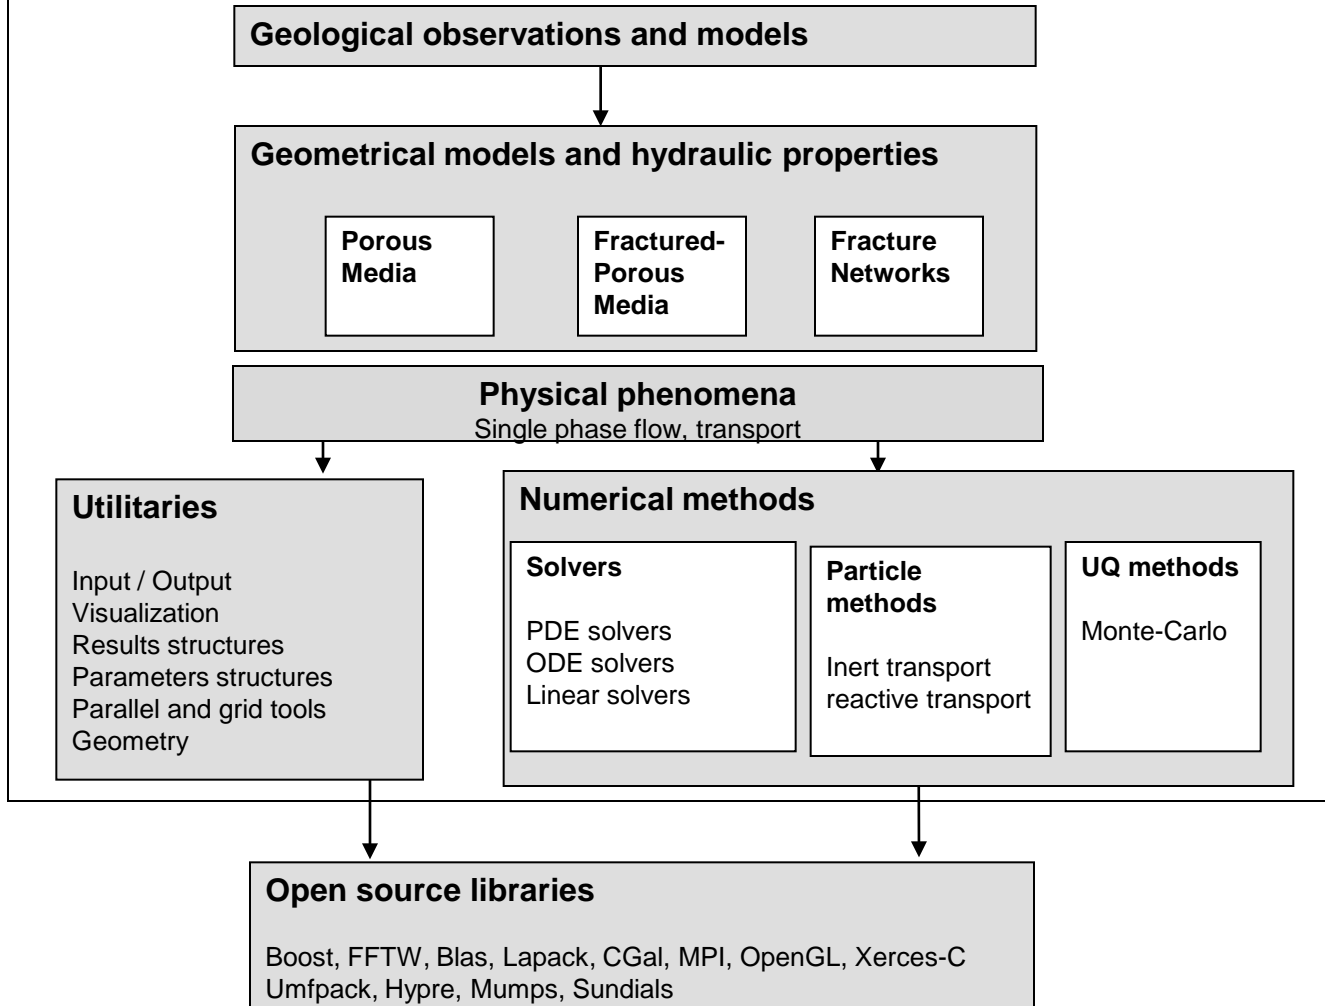 Geological observations and models
Geometrical models and hydraulic properties
Porous
Media
Fractured-
Porous
Media
Fracture
Networks
Physical phenomena
Single phase flow, transport
Utilitaries
Input / Output
Visualization
Results structures
Parameters structures
Parallel and grid tools
Geometry
Numerical methods
Solvers
PDE solvers
ODE solvers
Linear solvers
Particle
methods
Inert transport
reactive transport
UQ methods
Monte-Carlo
Open source libraries
Boost, FFTW, Blas, Lapack, CGal, MPI, OpenGL, Xerces-C
Umfpack, Hypre, Mumps, Sundials